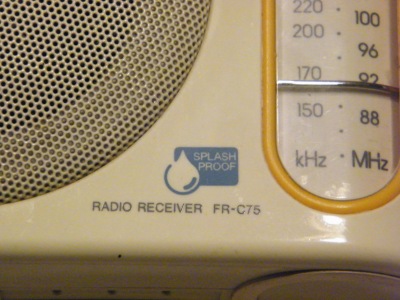 220 100
200
96
170 92
150 88
kHz MHz
SPLASH
PROOF
RADIO RECEIVER FR-C75